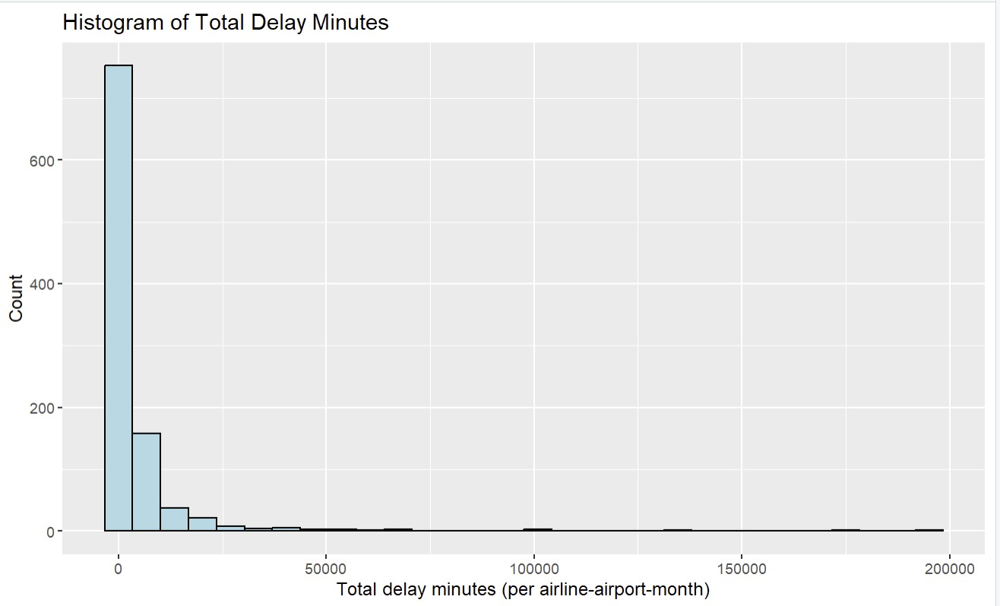 Histogram of Total Delay Minutes
Count
600
400
200
0
0 50000 100000 150000 200000
Total delay minutes (per airline-airport-month)